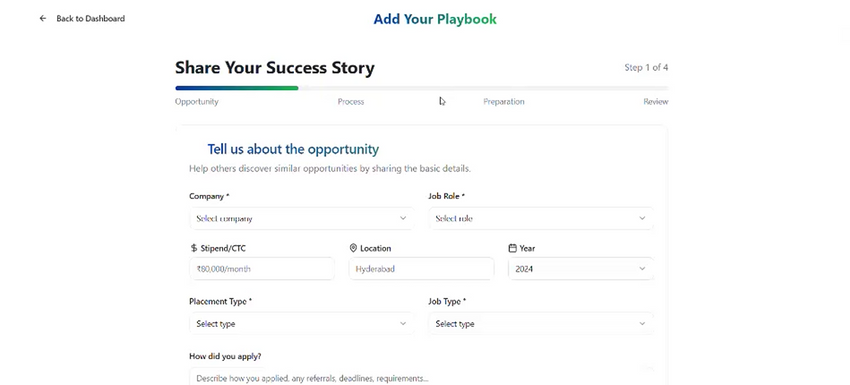 Back to Dashboard
Add Your Playbook
Share Your Success Story
Step 1 of 4
Opportunity Process Preparation Review
Tell us about the opportunity
Help others discover similar opportunities by sharing the basic details.
Company * Job Role *
Select company Select role
Stipend/CTC Location Year
₹80,000/month Hyderabad 2024
Placement Type * Job Type *
Select type Select type
How did you apply?
Describe how you applied, any referrals, deadlines, requirements...